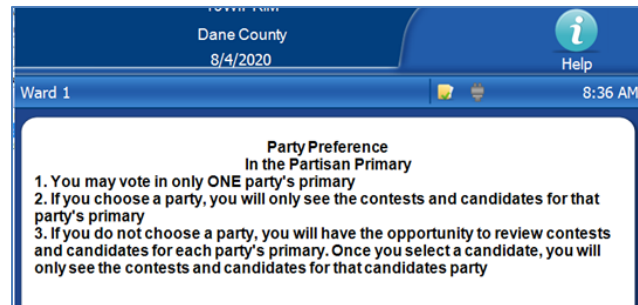 Dane County
8/4/2020
Help
Ward 1
8:36 AM
Party Preference
In the Partisan Primary
1. You may vote in only ONE party's primary
2. If you choose a party, you will only see the contests and candidates for that
party's primary
3. If you do not choose a party, you will have the opportunity to review contests
and candidates for each party's primary. Once you select a candidate, you will
only see the contests and candidates for that candidates party